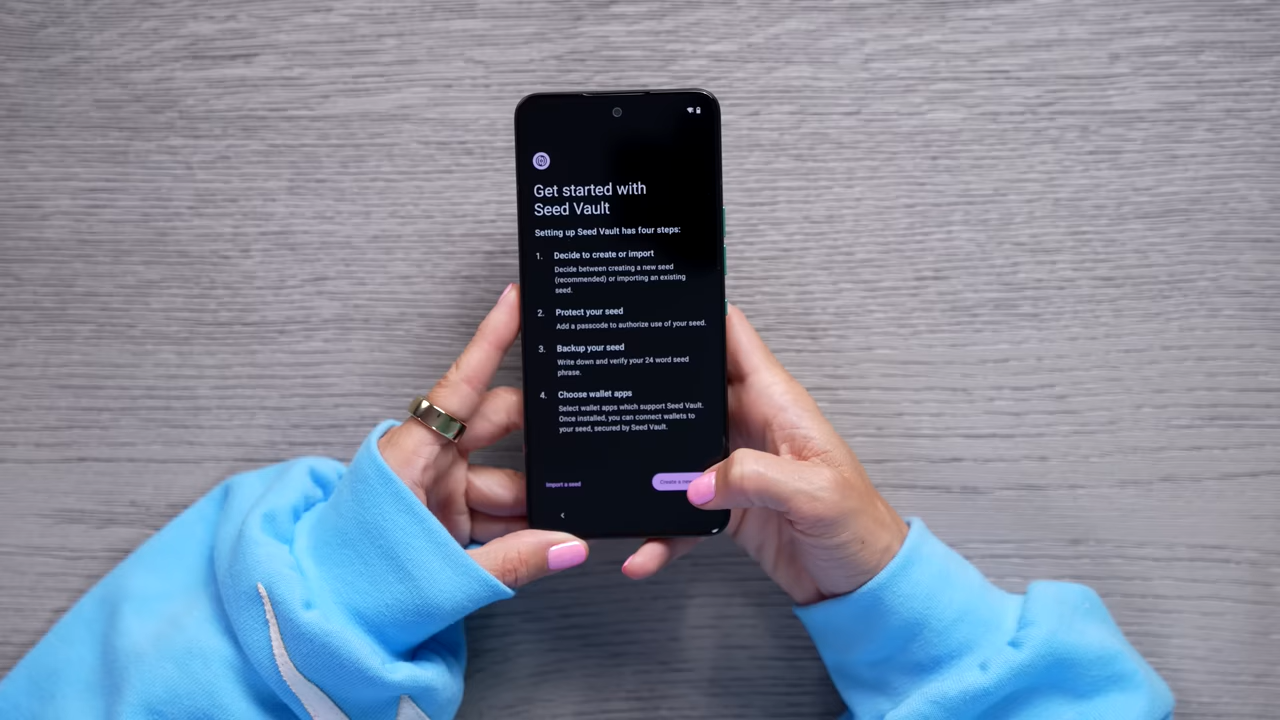 Get started with
Seed Vault
Setting up Seed Vault has four steps:
1. Decide to create or import
Decide between creating a new seed
(recommended) or importing an existing
seed.
2. Protect your seed
Add a passcode to authorize use of your seed.
3. Backup your seed
Write down and verify your 24 word seed
phrase.
4. Choose wallet apps
Select wallet apps which support Seed Vault.
Once installed, you can connect wallets to
your seed, secured by Seed Vault.
Import a seed
Create a new